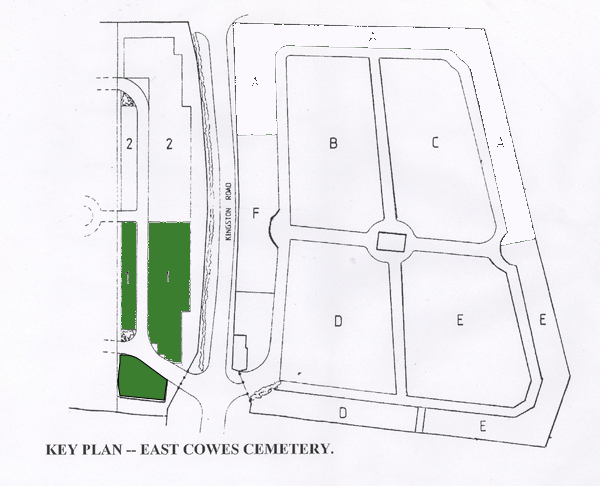 A
A
B
C
A
2
2
KINGSTON ROAD
F
1
1
D
E
E
D
E
KEY PLAN -- EAST COWES CEMETERY.